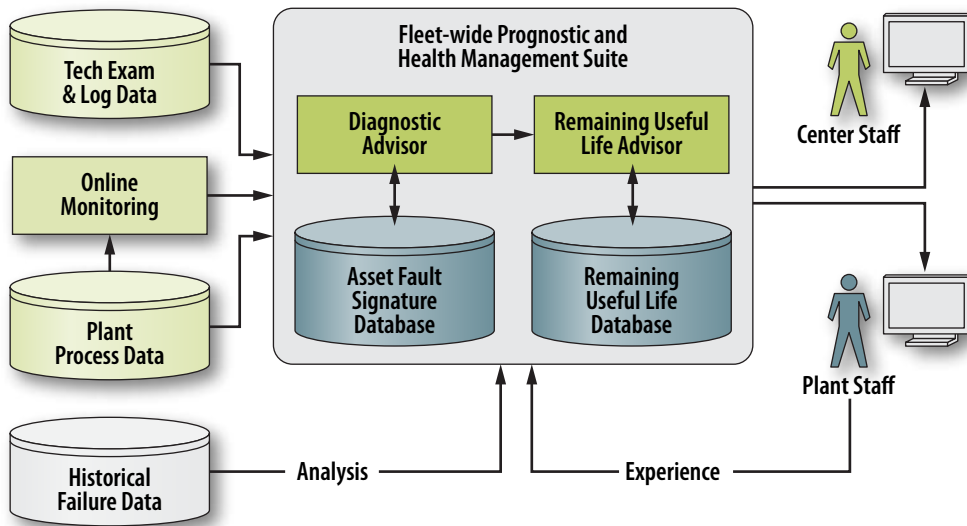 Fleet-wide Prognostic and
Health Management Suite
Tech Exam
& Log Data
Diagnostic
Advisor
Remaining Useful
Life Advisor
Center Staff
Online
Monitoring
Asset Fault
Signature
Database
Remaining
Useful Life
Database
Plant
Process Data
Plant Staff
Historical
Failure Data
Analysis
Experience